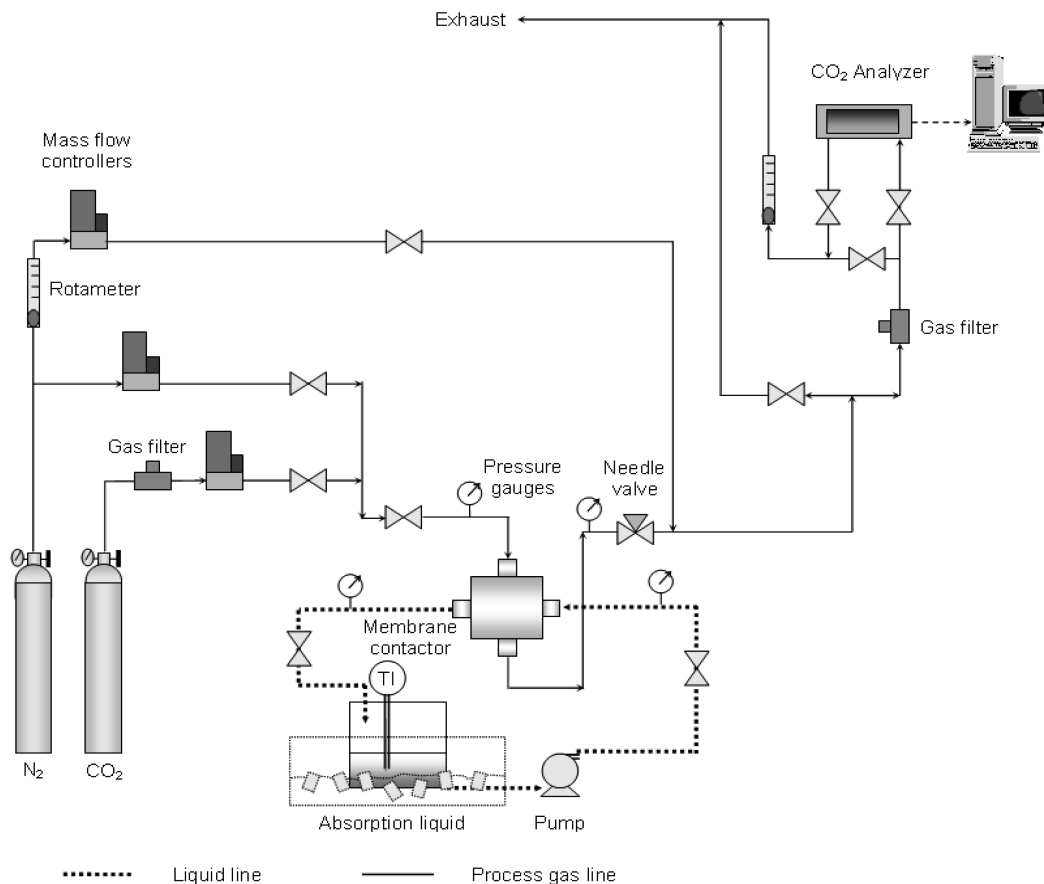 Exhaust
CO₂ Analyzer
Mass flow
controllers
Rotameter
Gas filter
Gas filter
Pressure
gauges
Needle
valve
Membrane
contactor
TI
N₂
CO₂
Absorption liquid
Pump
Liquid line
Process gas line